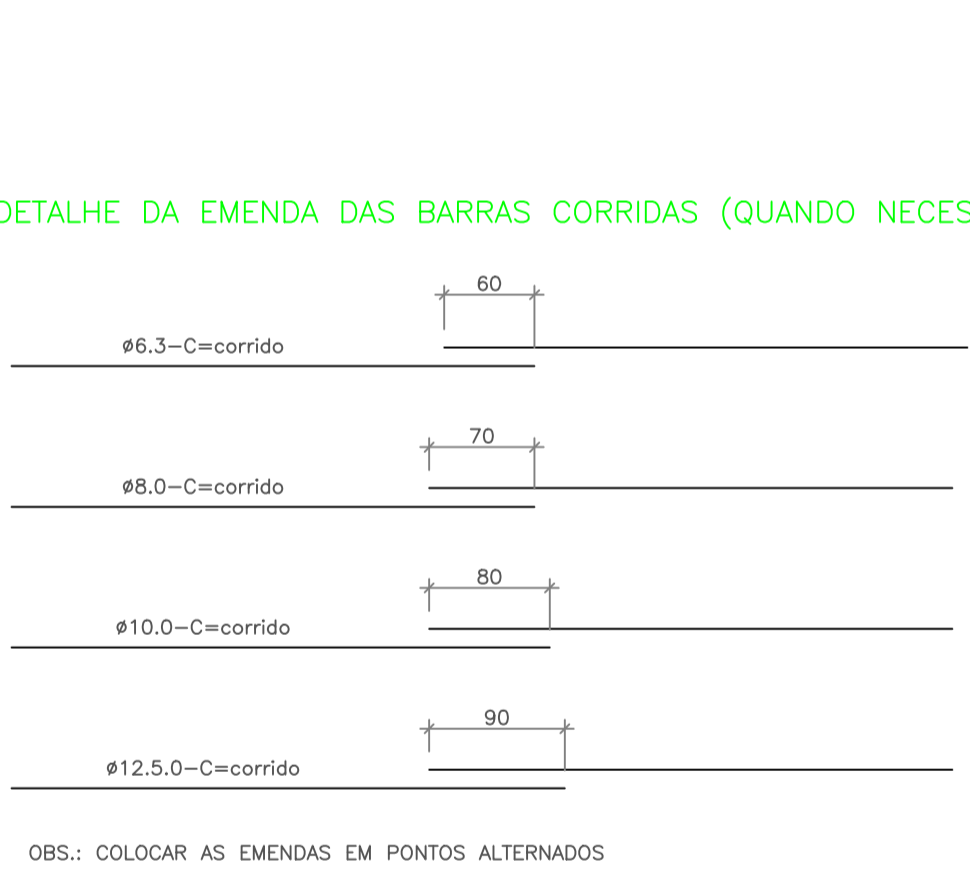 DETALHE DA EMENDA DAS BARRAS CORRIDAS (QUANDO NECES
60
ø6.3-C=corrido
70
ø8.0-C=corrido
80
ø10.0-C=corrido
90
ø12.5.0-C=corrido
OBS.: COLOCAR AS EMENDAS EM PONTOS ALTERNADOS